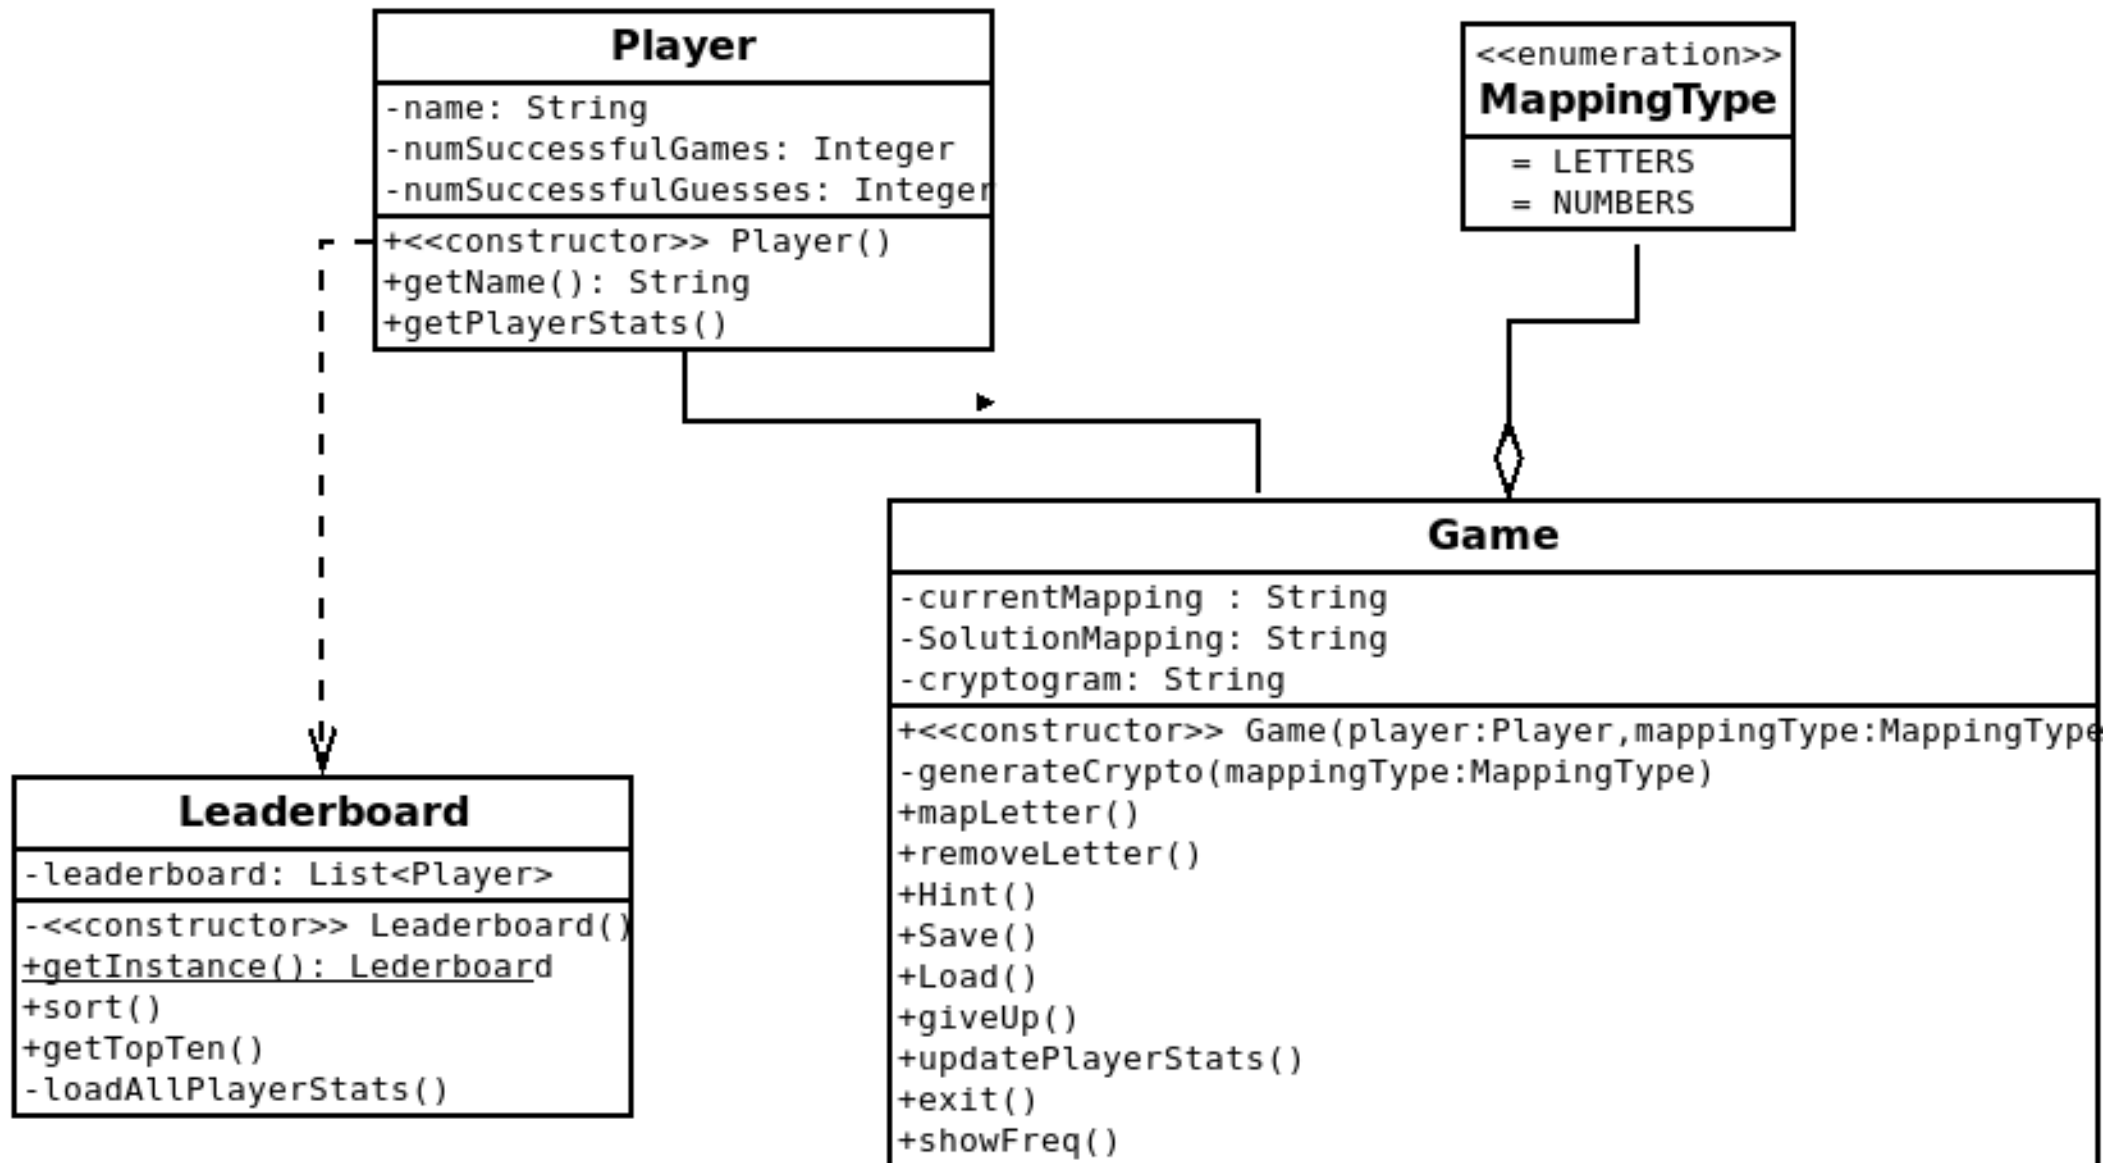 Player
-name: String
-numSuccessfulGames: Integer
-numSuccessfulGuesses: Integer
+<<constructor>> Player()
+getName(): String
+getPlayerStats()
<<enumeration>>
MappingType
= LETTERS
= NUMBERS
Game
-currentMapping : String
-SolutionMapping: String
-cryptogram: String
+<<constructor>> Game(player:Player,mappingType:MappingType
-generateCrypto(mappingType:MappingType)
+mapLetter()
+removeLetter()
+Hint()
+Save()
+Load()
+giveUp()
+updatePlayerStats()
+exit()
+showFreq()
Leaderboard
-leaderboard: List<Player>
-<<constructor>> Leaderboard()
+getInstance(): Lederboard
+sort()
+getTopTen()
-loadAllPlayerStats()